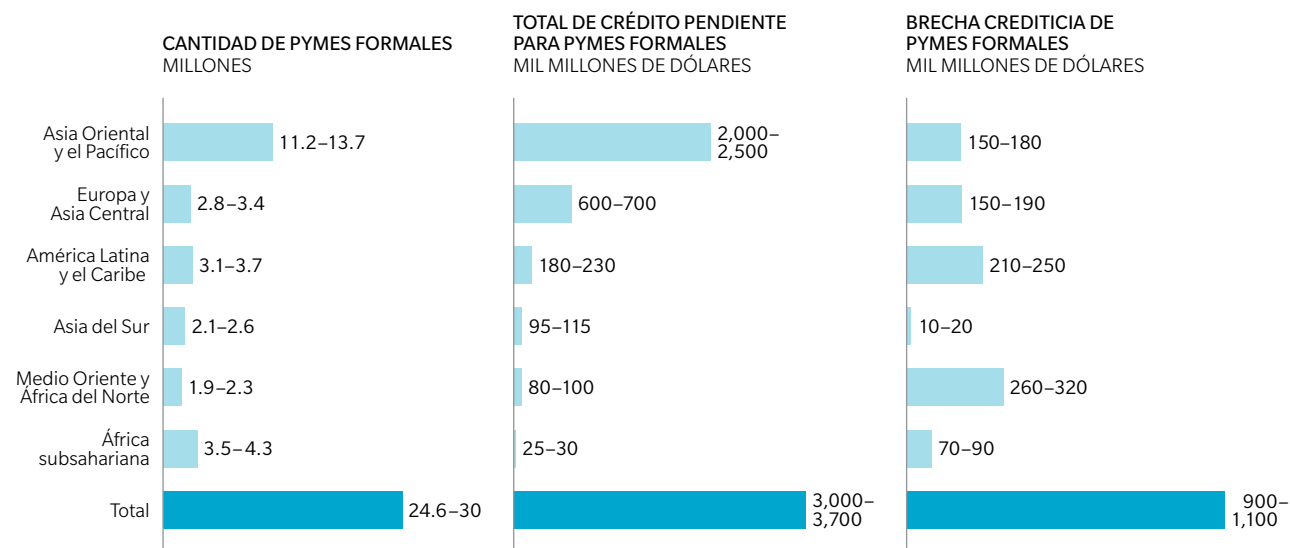 CANTIDAD DE PYMES FORMALES
MILLONES
TOTAL DE CRÉDITO PENDIENTE
PARA PYMES FORMALES
MIL MILLONES DE DÓLARES
BRECHA CREDITICIA DE
PYMES FORMALES
MIL MILLONES DE DÓLARES
Asia Oriental
y el Pacífico
11.2–13.7
2,000–
2,500
150–180
Europa y
Asia Central
2.8–3.4
600–700
150–190
América Latina
y el Caribe
3.1–3.7
180–230
210–250
Asia del Sur
2.1–2.6
95–115
10–20
Medio Oriente y
África del Norte
1.9–2.3
80–100
260–320
África
subsahariana
3.5–4.3
25–30
70–90
Total
24.6–30
3,000–
3,700
900–
1,100